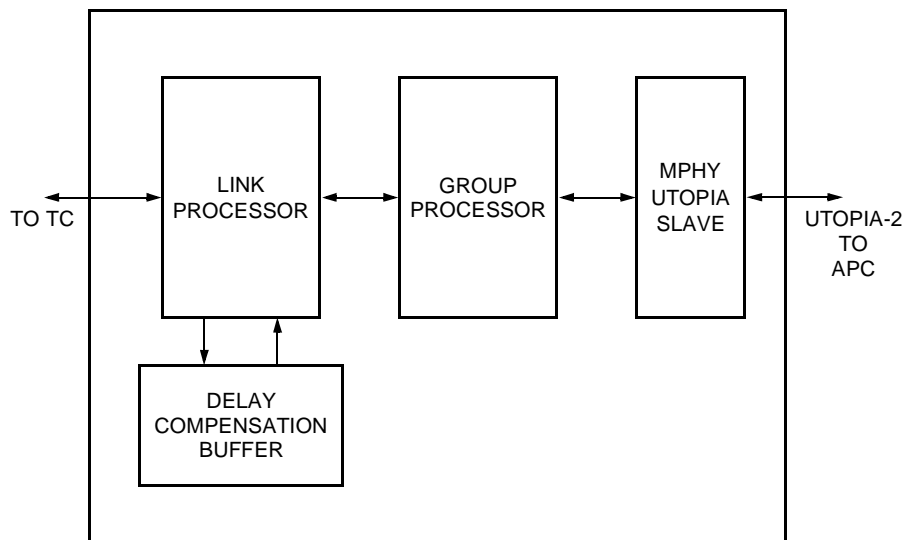 TO TC
LINK
PROCESSOR
GROUP
PROCESSOR
MPHY
UTOPIA
SLAVE
UTOPIA-2
TO
APC
DELAY
COMPENSATION
BUFFER